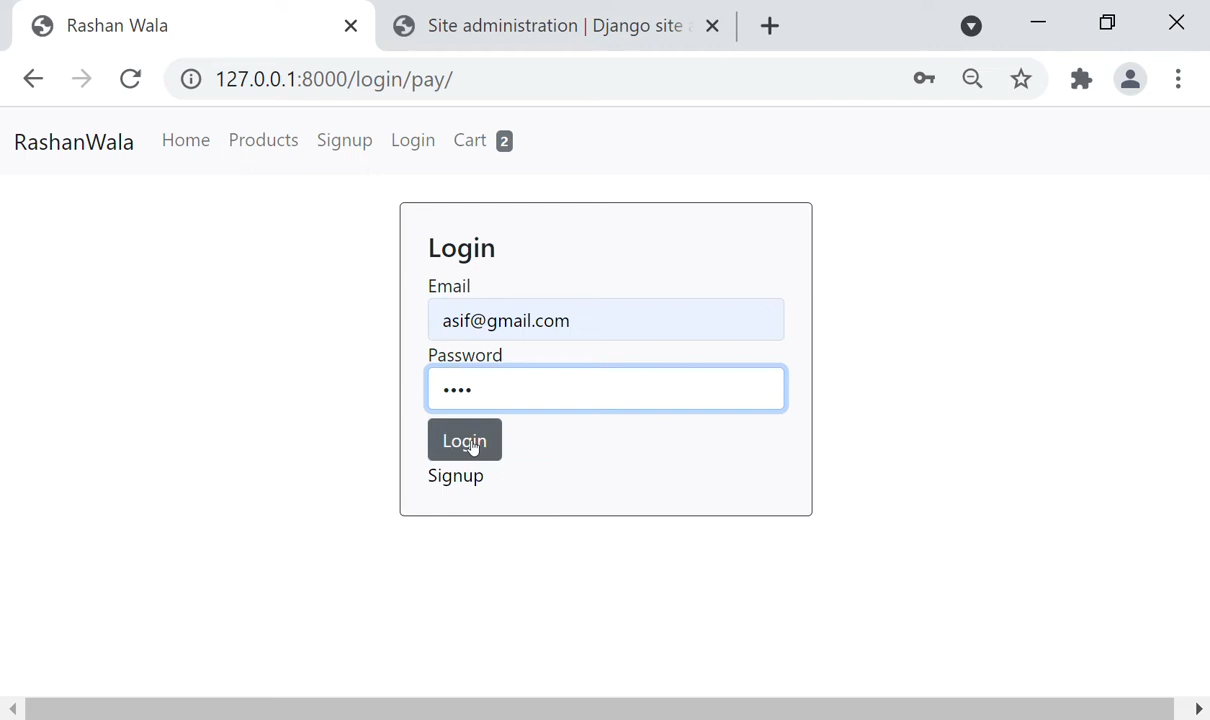 Rashan Wala
Site administration | Django site
127.0.0.1:8000/login/pay/
RashanWala Home Products Signup Login Cart 2
Login
Email
asif@gmail.com
Password
••••
Login
Signup